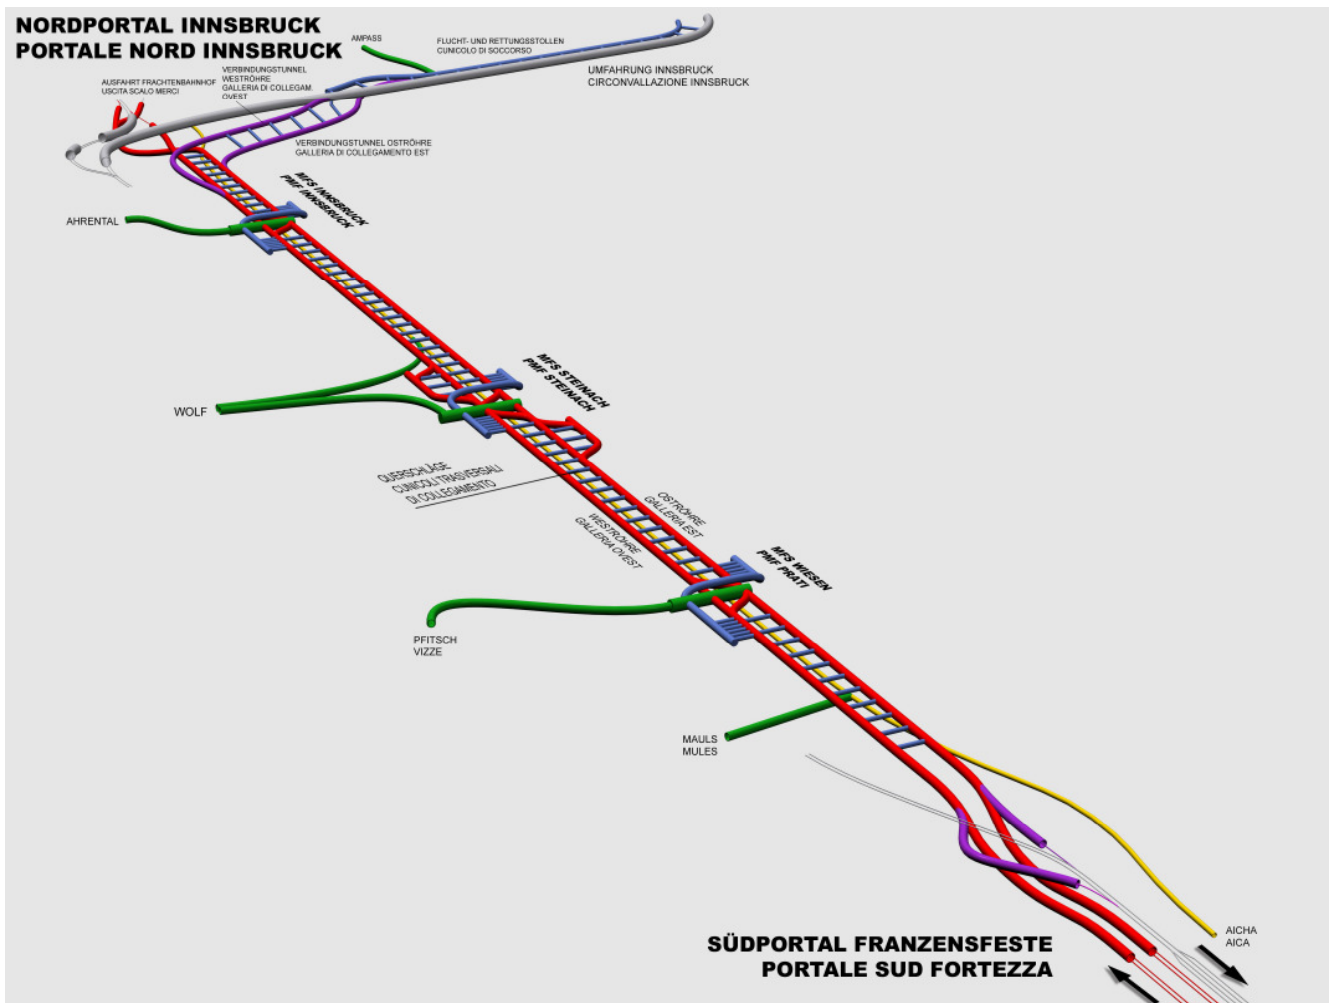 NORDPORTAL INNSBRUCK
PORTALE NORD INNSBRUCK
AMPASS
FLUCHT- UND RETTUNGSSTOLLEN
CUNICOLO DI SOCCORSO
UMFAHRUNG INNSBRUCK
CIRCONVALLAZIONE INNSBRUCK
AUSFAHRT FRACHTENBAHNHOF
USCITA SCALO MERCI
VERBINDUNGSTUNNEL
WESTRÖHRE
GALLERIA DI COLLEGAM.
OVEST
VERBINDUNGSTUNNEL OSTRÖHRE
GALLERIA DI COLLEGAMENTO EST
MFS INNSBRUCK
PMF INNSBRUCK
AHRENTAL
MFS STEINACH
PMF STEINACH
WOLF
QUERSCHLÄGE
CUNICOLI TRASVERSALI
DI COLLEGAMENTO
OSTRÖHRE
GALLERIA EST
WESTRÖHRE
GALLERIA OVEST
MFS WIESEN
PMF PRATI
PFITSCH
VIZZE
MAULS
MULES
AICHA
AICA
SÜDPORTAL FRANZENSFESTE
PORTALE SUD FORTEZZA